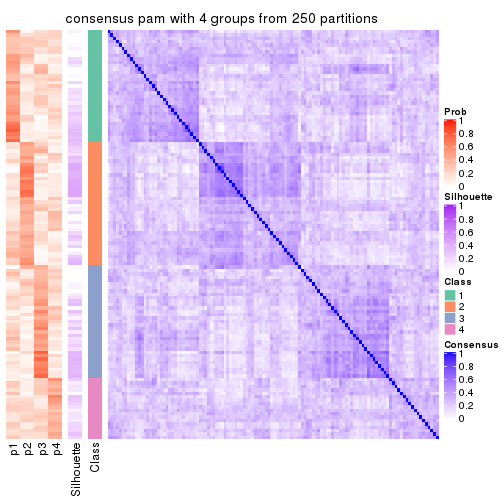 consensus pam with 4 groups from 250 partitions
Prob
1
0.8
0.6
0.4
0.2
0
Silhouette
1
0.8
0.6
0.4
0.2
0
Class
1
2
3
4
Consensus
1
0.8
0.6
0.4
0.2
0
p1
p2
p3
p4
Silhouette
Class